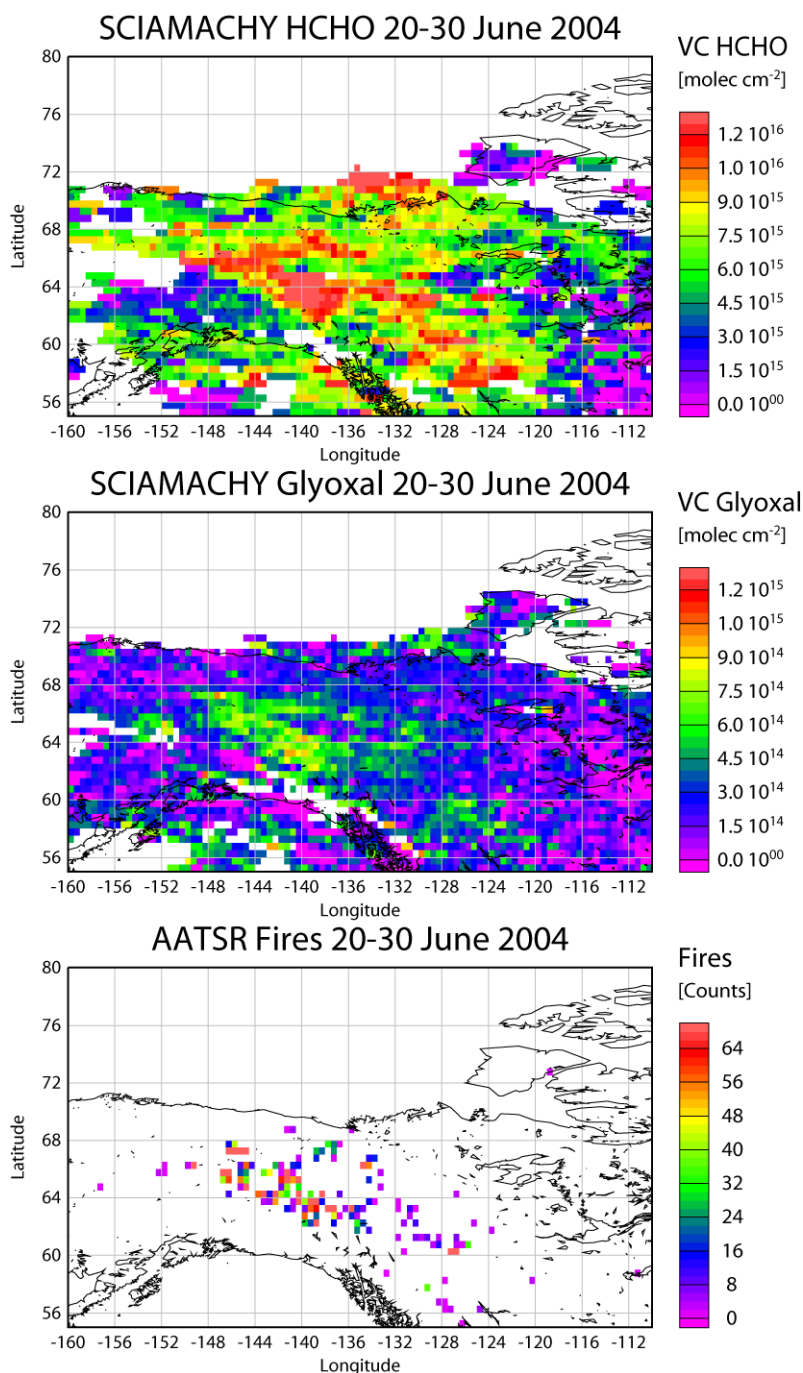 SCIAMACHY HCHO 20-30 June 2004
VC HCHO
[molec cm-2]
80
76
72
68
64
60
56
Latitude
-160 -156 -152 -148 -144 -140 -136 -132 -128 -124 -120 -116 -112
Longitude
1.2 10^16
1.0 10^16
9.0 10^15
7.5 10^15
6.0 10^15
4.5 10^15
3.0 10^15
1.5 10^15
0.0 10^00
SCIAMACHY Glyoxal 20-30 June 2004
VC Glyoxal
[molec cm-2]
80
76
72
68
64
60
56
Latitude
-160 -156 -152 -148 -144 -140 -136 -132 -128 -124 -120 -116 -112
Longitude
1.2 10^15
1.0 10^15
9.0 10^14
7.5 10^14
6.0 10^14
4.5 10^14
3.0 10^14
1.5 10^14
0.0 10^00
AATSR Fires 20-30 June 2004
Fires
[Counts]
80
76
72
68
64
60
56
Latitude
-160 -156 -152 -148 -144 -140 -136 -132 -128 -124 -120 -116 -112
Longitude
64
56
48
40
32
24
16
8
0